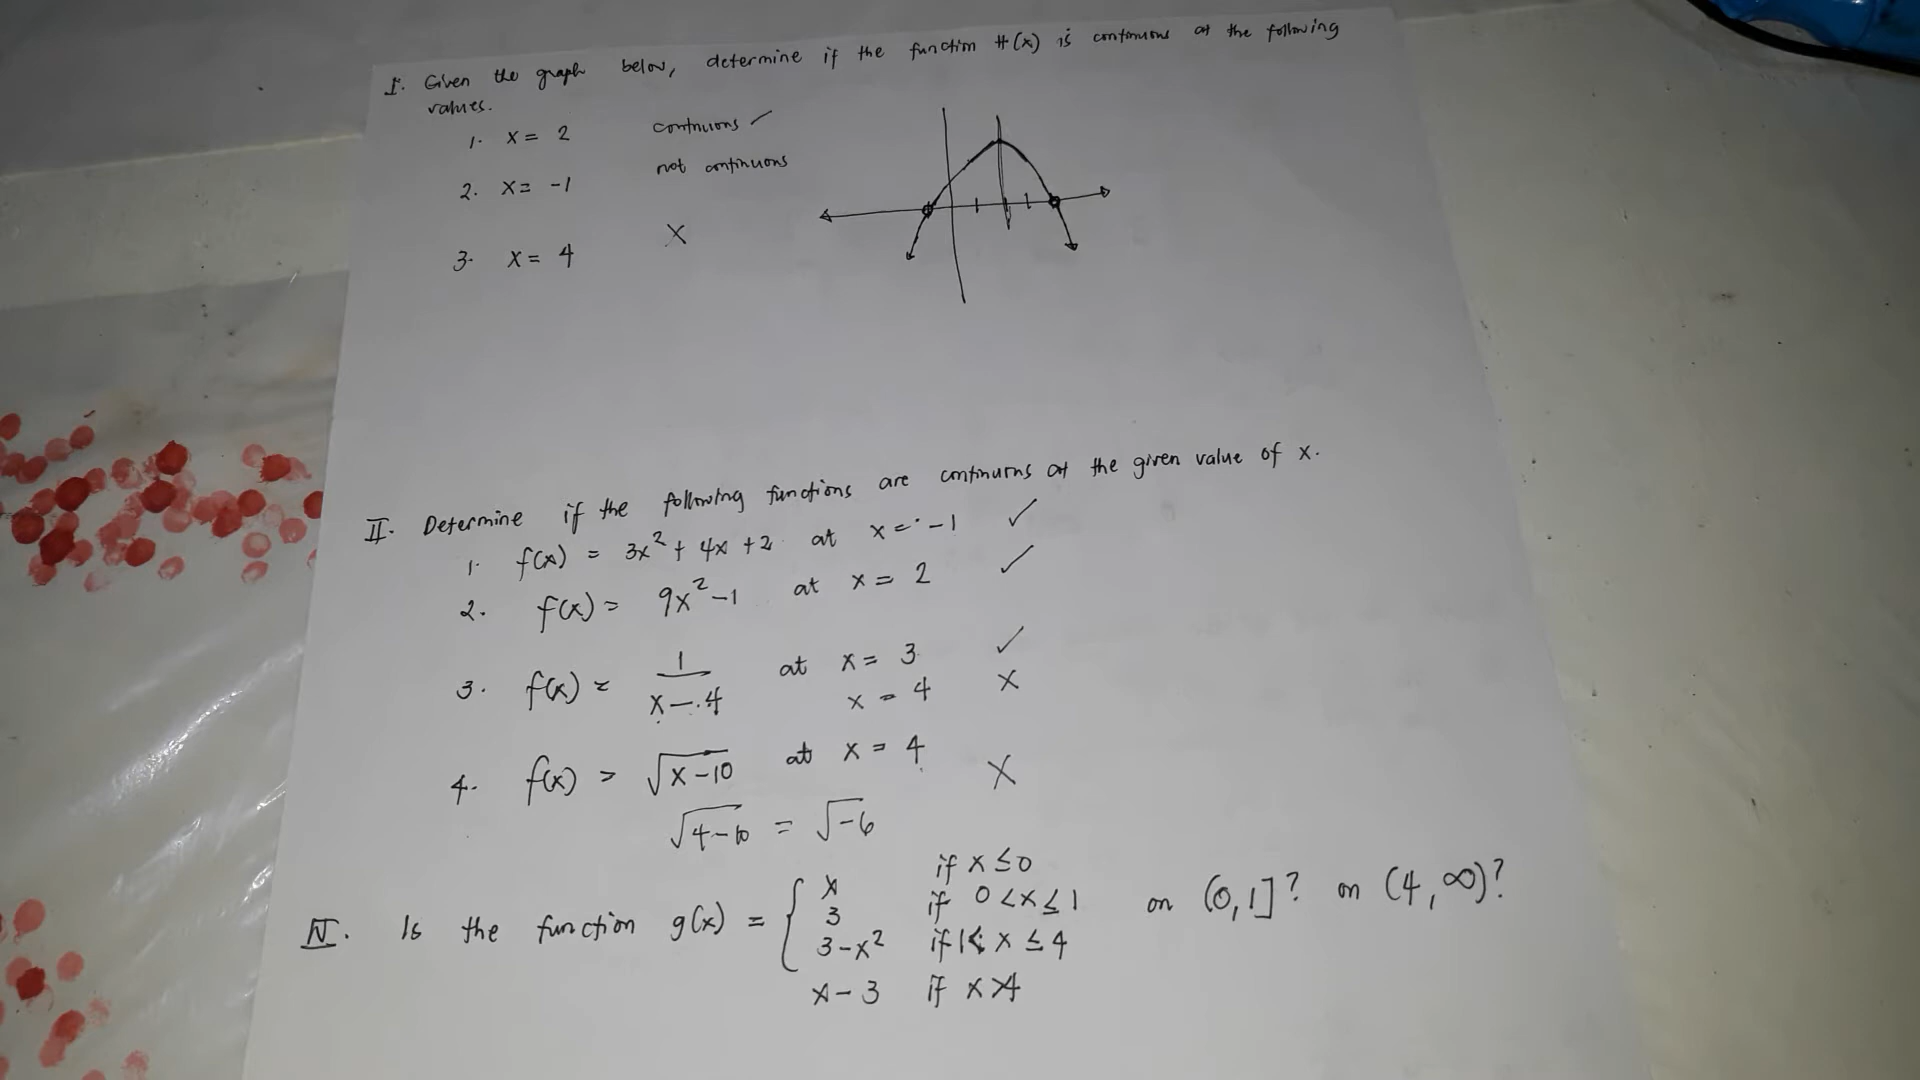 I. Given the graph below, determine if the function H(x) is continuous at the following
values.
1. x = 2 continuous ✓
2. x = -1 not continuous
3. x = 4 X
II. Determine if the following functions are continuous at the given value of x.
1. f(x) = 3x² + 4x + 2 at x = -1 ✓
2. f(x) = 9x² - 1 at x = 2 ✓
3. f(x) = 1/(x - 4) at x = 3 ✓
x = 4 X
4. f(x) = √(x - 10) at x = 4 X
√(4 - 10) = √-6
IV. Is the function g(x) = { x if x ≤ 0
3 if 0 < x ≤ 1 on (0, 1]? on (4, ∞)?
3 - x² if 1 < x ≤ 4
x - 3 if x > 4